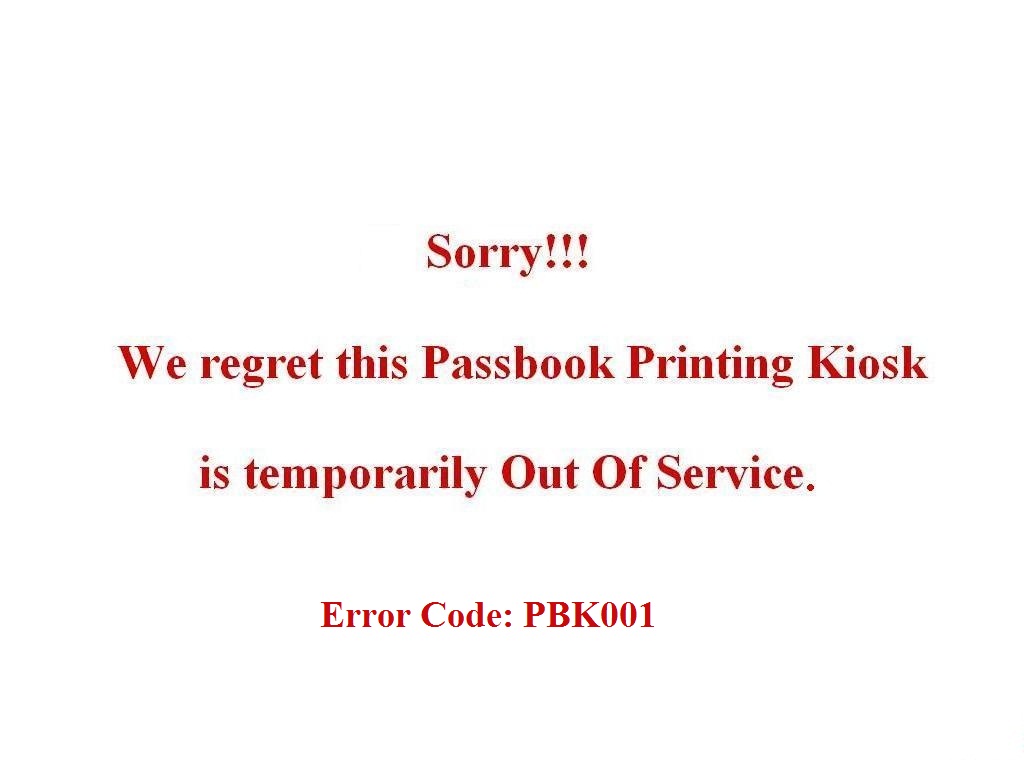 Sorry!!!
We regret this Passbook Printing Kiosk
is temporarily Out Of Service.
Error Code: PBK001